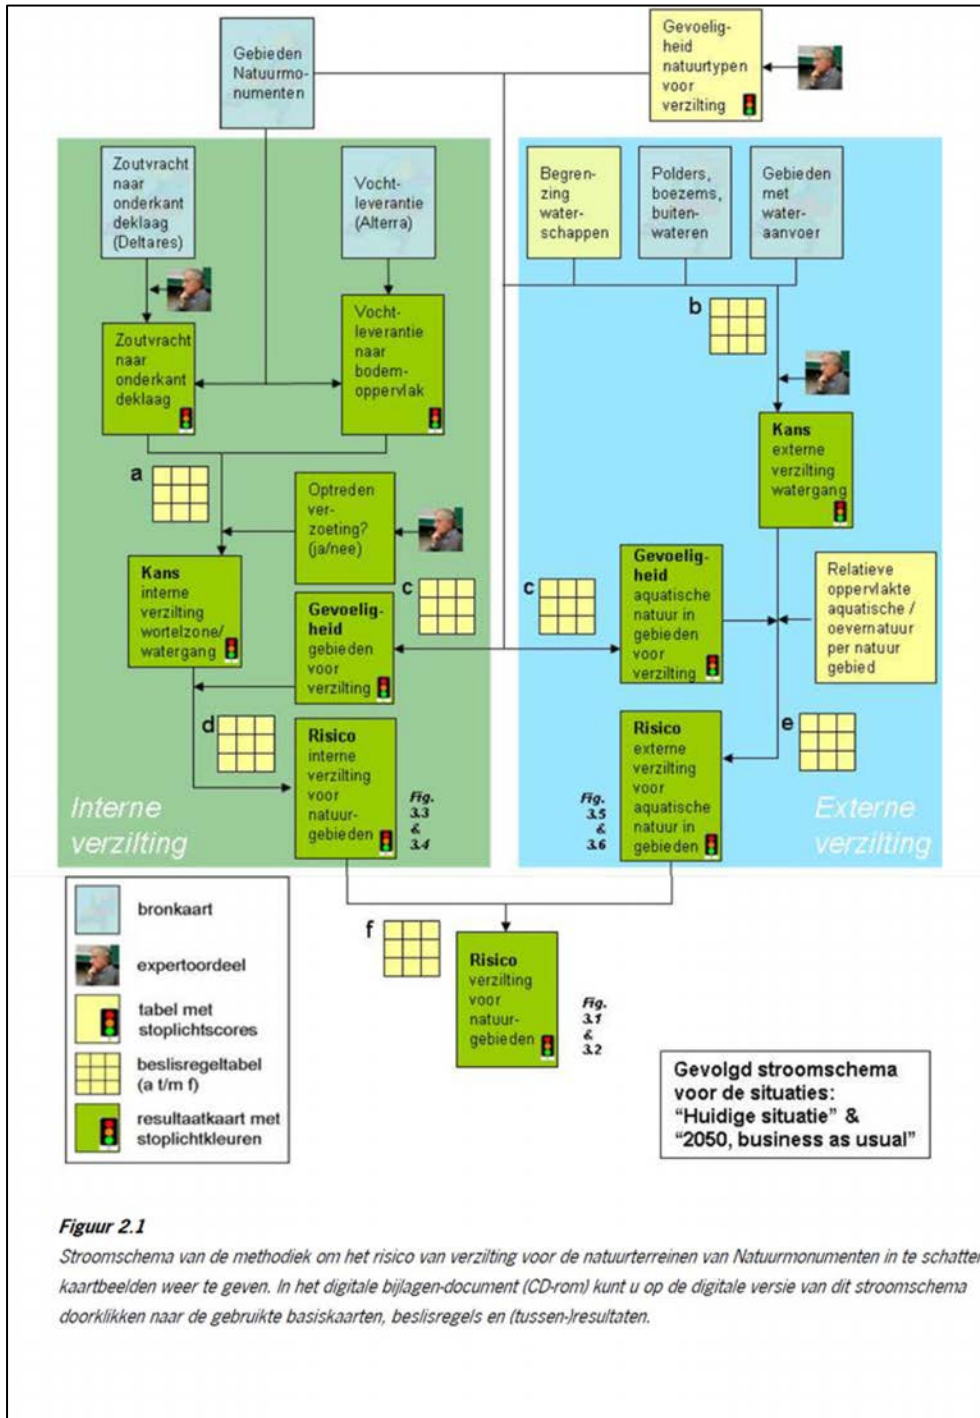 Gebieden
Natuurmo-
numenten
Gevoelig-
heid
natuurtypen
voor
verzilting
Zoutvracht
naar
onderkant
deklaag
(Deltares)
Vocht-
leverantie
(Alterra)
Begren-
zing
water-
schappen
Polders,
boezems,
buiten-
wateren
Gebieden
met
water-
aanvoer
Zoutvracht
naar
onderkant
deklaag
Vocht-
leverantie
naar
bodem-
oppervlak
b
Kans
externe
verzilting
watergang
a
Optreden
ver-
zoeting?
(ja/nee)
Kans
interne
verzilting
wortelzone/
watergang
c
Gevoelig-
heid
gebieden
voor
verzilting
c
Gevoelig-
heid
aquatische
natuur in
gebieden
voor
verzilting
Relatieve
oppervlakte
aquatische /
oevernatuur
per natuur
gebied
d
Risico
interne
verzilting
voor
natuur-
gebieden
Fig.
3.3
&
3.4
Interne
verzilting
Fig.
3.5
&
3.6
Risico
externe
verzilting
voor
aquatische
natuur in
gebieden
e
Externe
verzilting
bronkaart
expertoordeel
tabel met
stoplichtscores
beslisregeltabel
(a t/m f)
resultaatkaart met
stoplichtkleuren
f
Risico
verzilting
voor
natuur-
gebieden
Fig.
3.1
&
3.2
Gevolgd stroomschema
voor de situaties:
“Huidige situatie” &
“2050, business as usual”
Figuur 2.1
Stroomschema van de methodiek om het risico van verzilting voor de natuurterreinen van Natuurmonumenten in te schatten
kaartbeelden weer te geven. In het digitale bijlagen-document (CD-rom) kunt u op de digitale versie van dit stroomschema
doorklikken naar de gebruikte basiskaarten, beslisregels en (tussen-)resultaten.